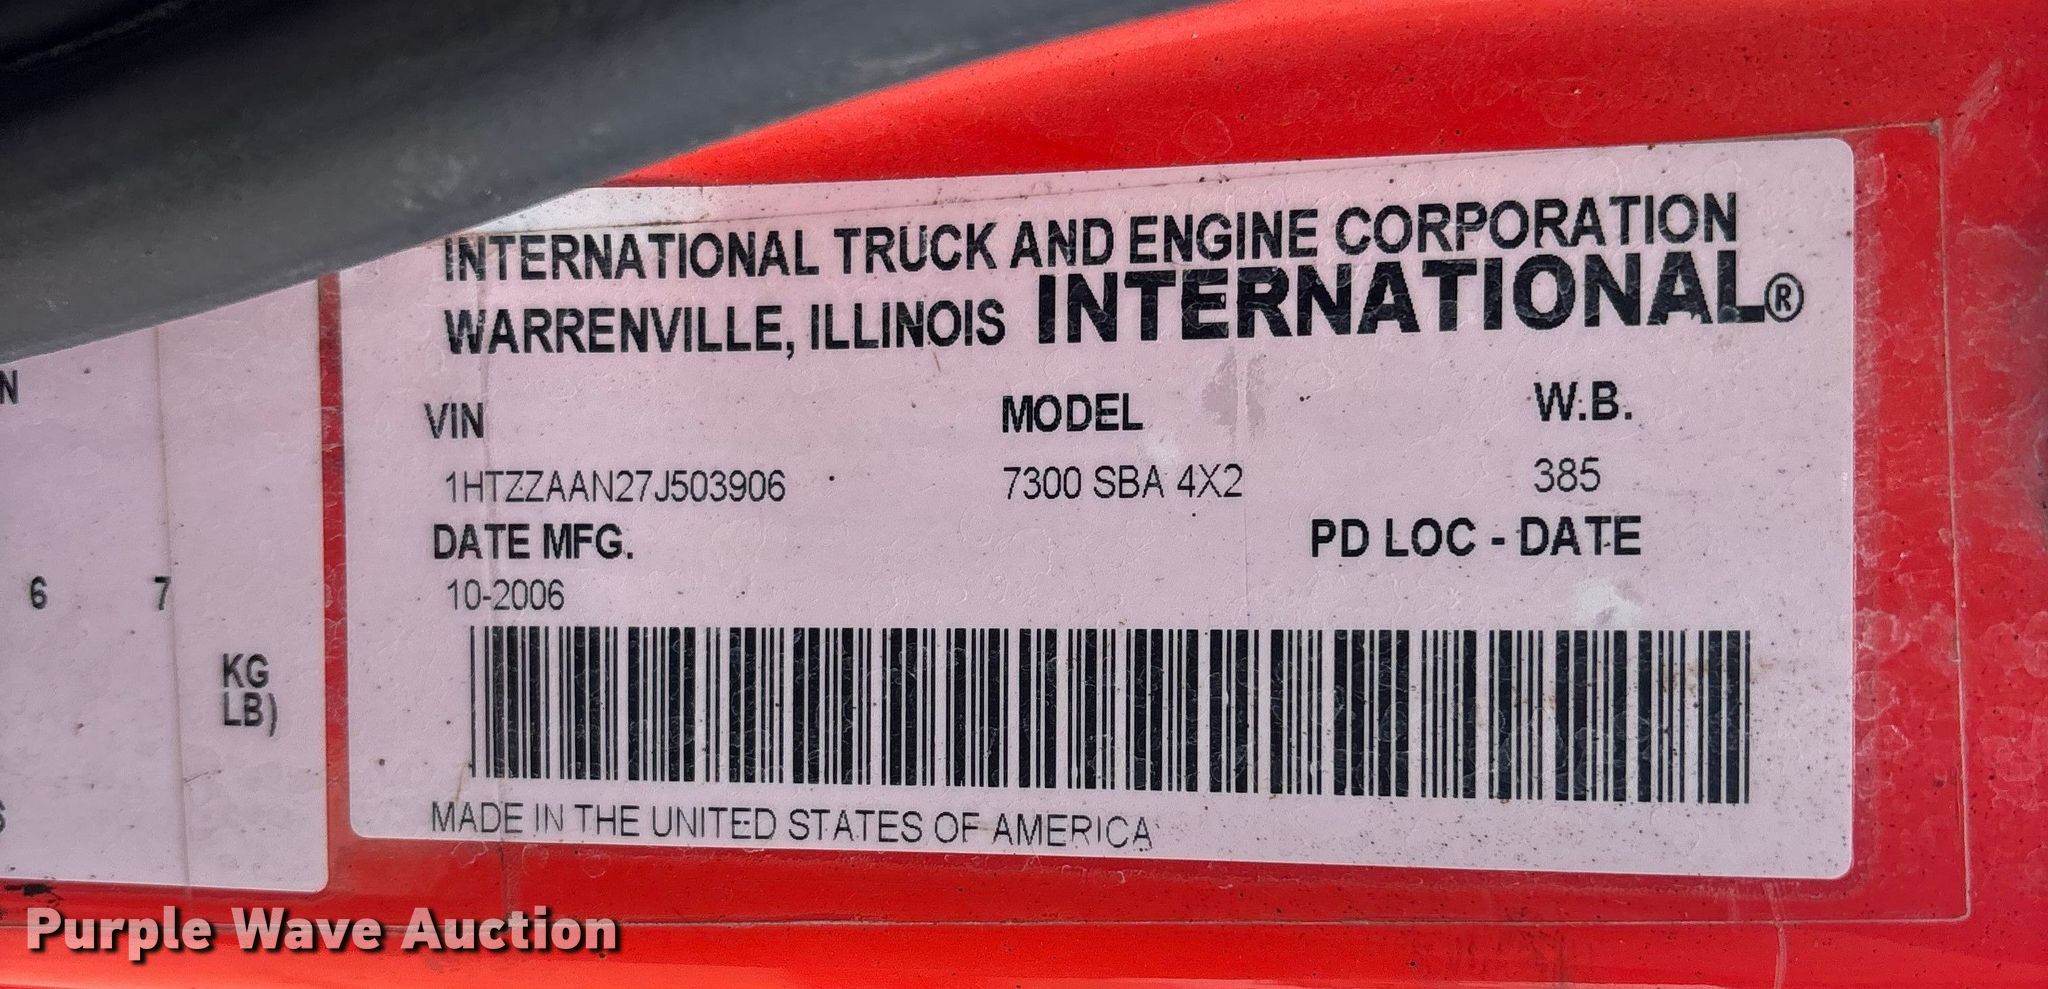 INTERNATIONAL TRUCK AND ENGINE CORPORATION
WARRENVILLE, ILLINOIS INTERNATIONAL®
VIN MODEL W.B.
1HTZZAAN27J503906 7300 SBA 4X2 385
DATE MFG. PD LOC - DATE
10-2006
MADE IN THE UNITED STATES OF AMERICA
N
6 7
KG
LB)
Purple Wave Auction